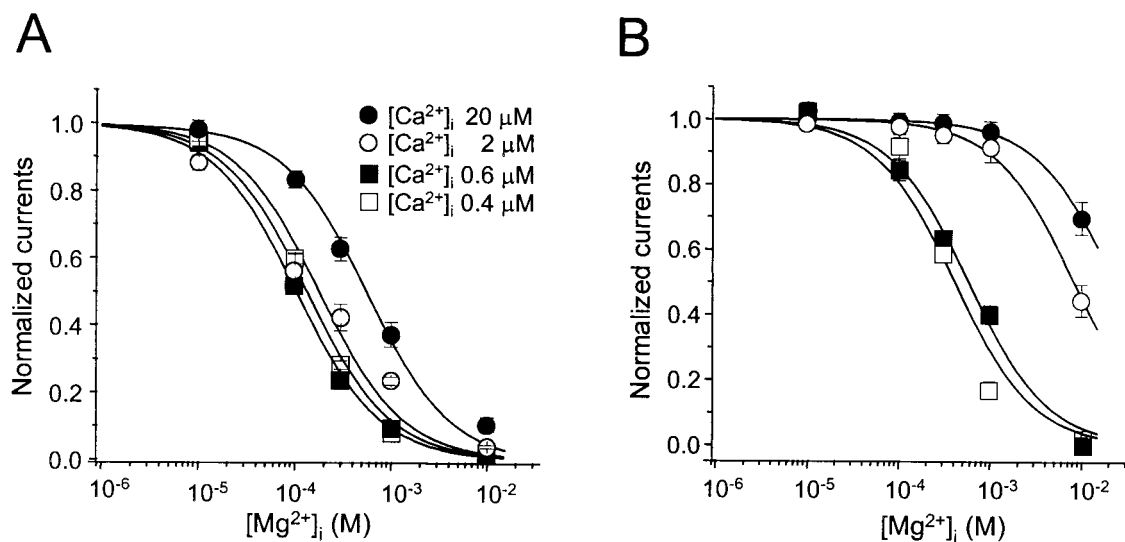 A
B
[Ca²⁺]ᵢ 20 μM
[Ca²⁺]ᵢ 2 μM
[Ca²⁺]ᵢ 0.6 μM
[Ca²⁺]ᵢ 0.4 μM
Normalized currents
1.0
0.8
0.6
0.4
0.2
0.0
10⁻⁶
10⁻⁵
10⁻⁴
10⁻³
10⁻²
[Mg²⁺]ᵢ (M)
Normalized currents
1.0
0.8
0.6
0.4
0.2
0.0
10⁻⁶
10⁻⁵
10⁻⁴
10⁻³
10⁻²
[Mg²⁺]ᵢ (M)